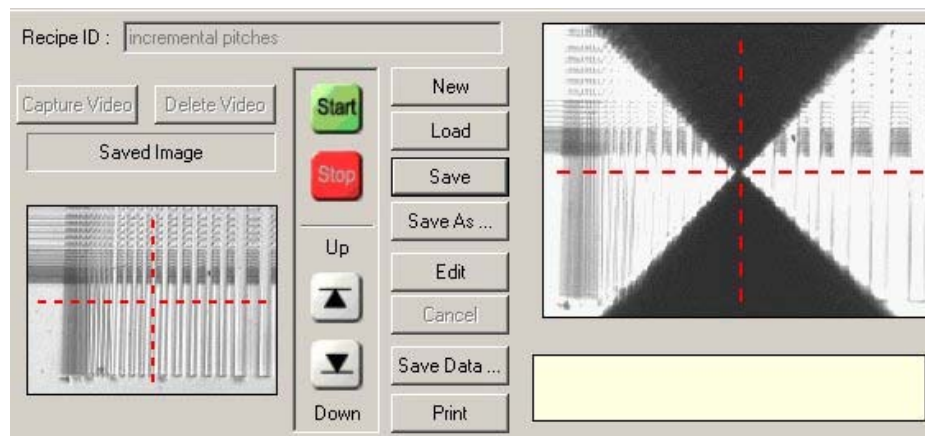 Recipe ID : incremental pitches
Capture Video
Delete Video
Saved Image
Start
Stop
Up
Down
New
Load
Save
Save As ...
Edit
Cancel
Save Data ...
Print